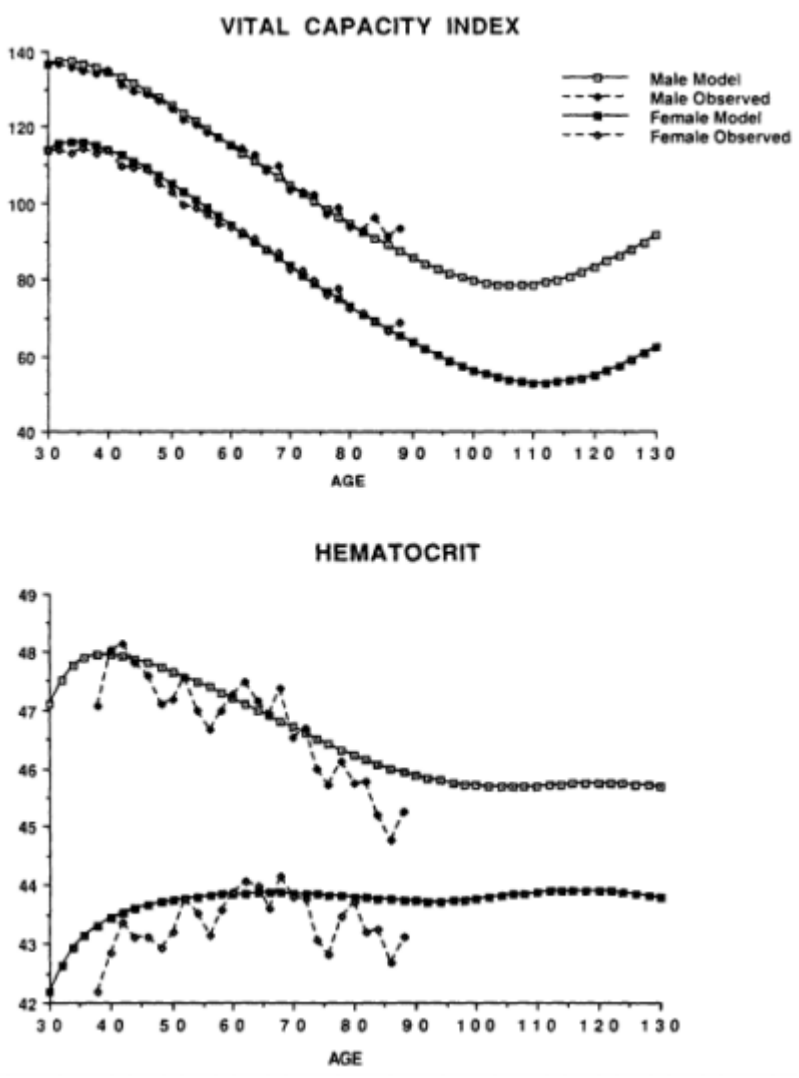 VITAL CAPACITY INDEX
140
120
100
80
60
40
Male Model
Male Observed
Female Model
Female Observed
30 40 50 60 70 80 90 100 110 120 130
AGE
HEMATOCRIT
49
48
47
46
45
44
43
42
30 40 50 60 70 80 90 100 110 120 130
AGE